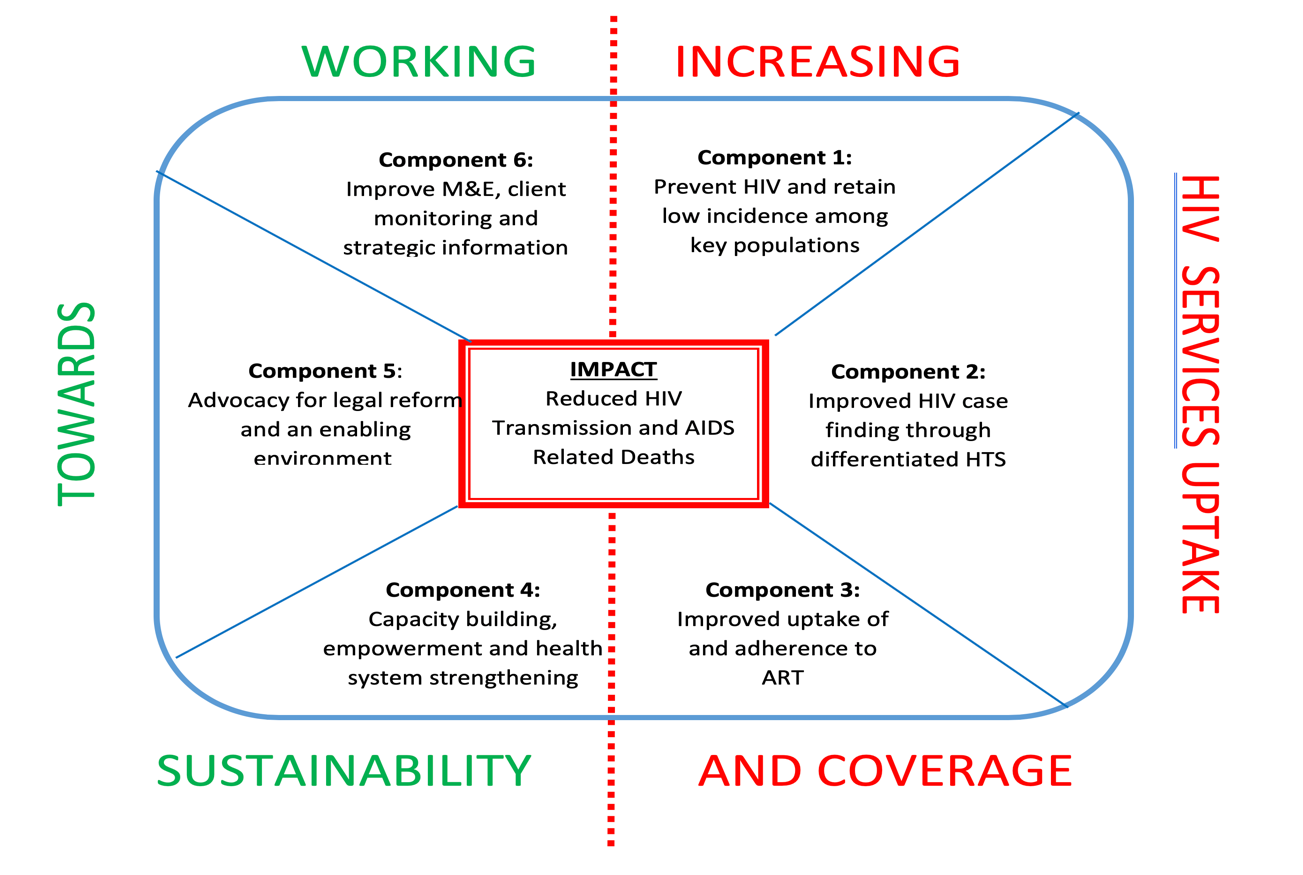 WORKING
INCREASING
Component 6:
Improve M&E, client
monitoring and
strategic information
Component 1:
Prevent HIV and retain
low incidence among
key populations
HIV SERVICES UPTAKE
TOWARDS
Component 5:
Advocacy for legal reform
and an enabling
environment
IMPACT
Reduced HIV
Transmission and AIDS
Related Deaths
Component 2:
Improved HIV case
finding through
differentiated HTS
Component 4:
Capacity building,
empowerment and health
system strengthening
Component 3:
Improved uptake of
and adherence to
ART
SUSTAINABILITY
AND COVERAGE